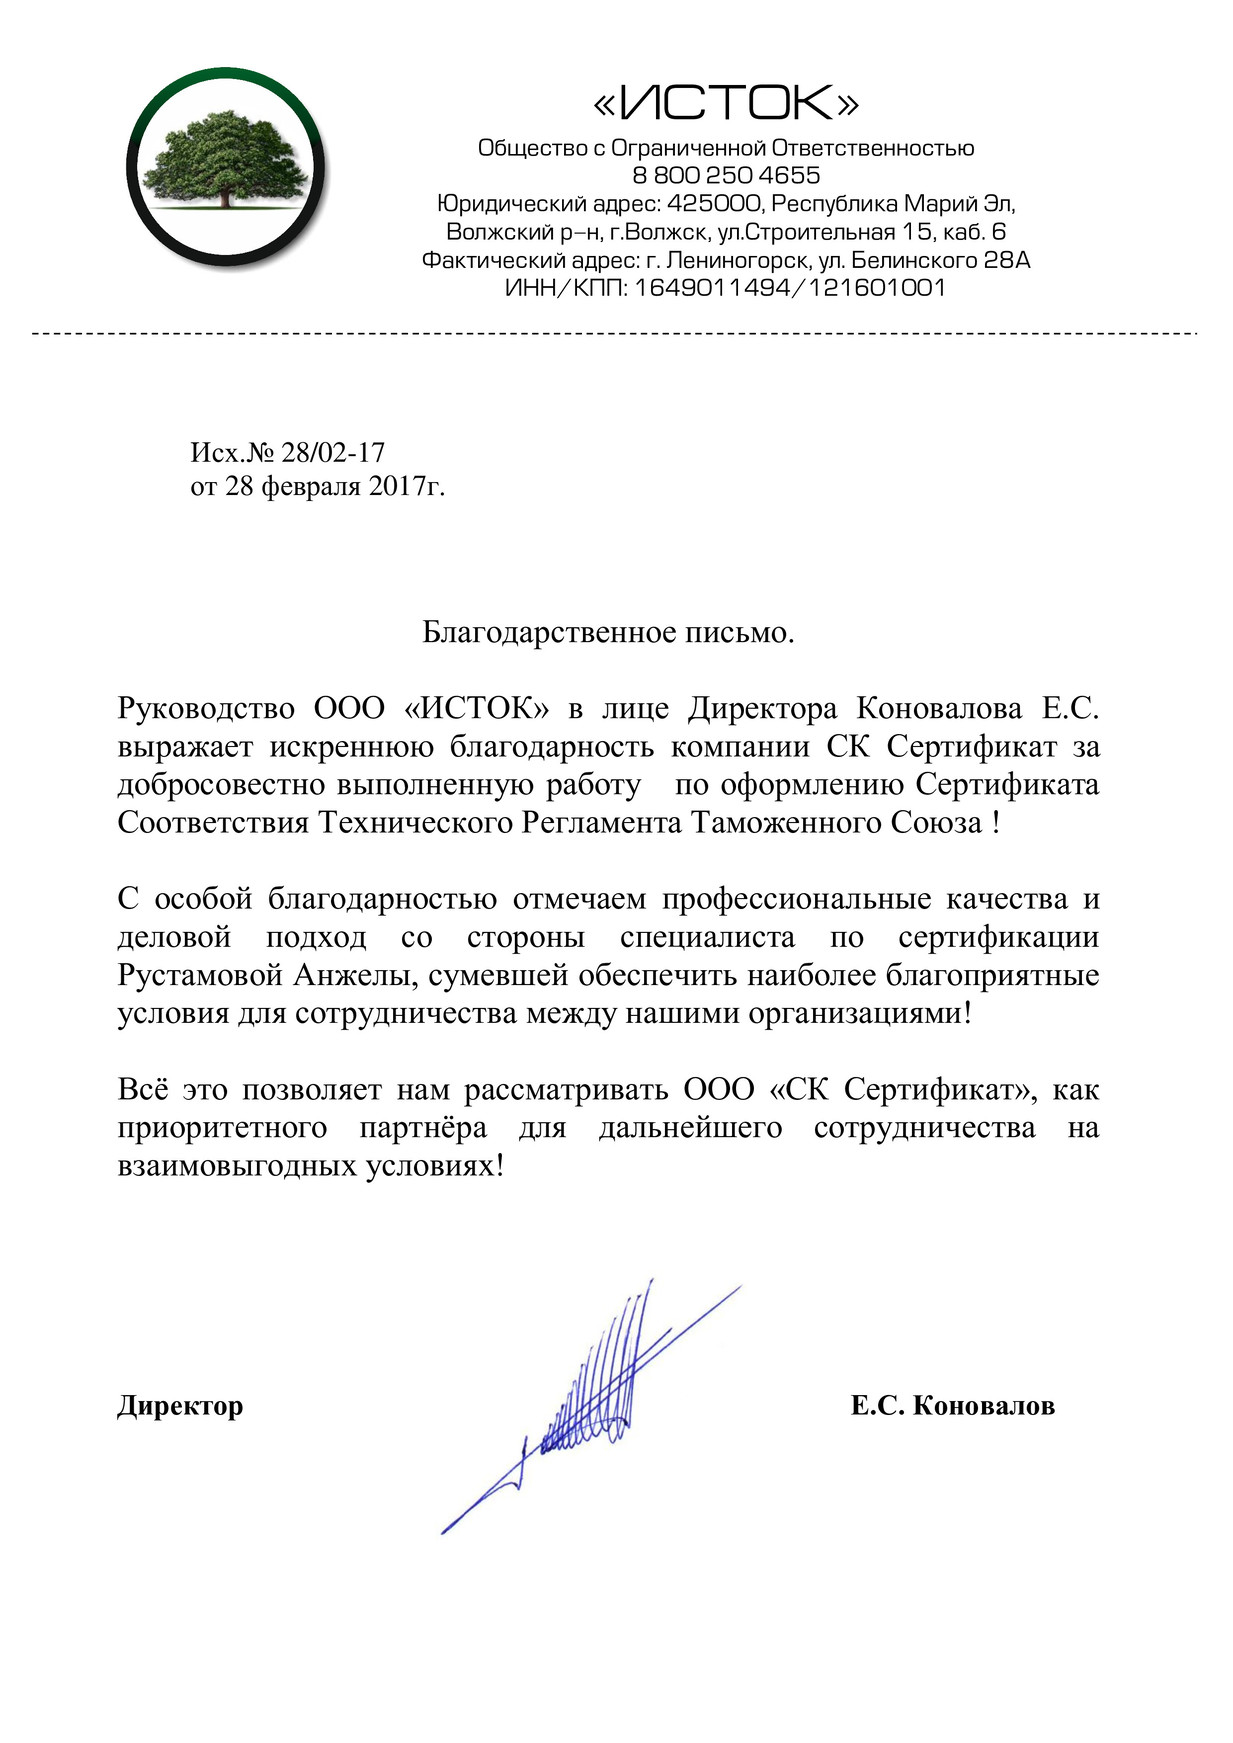 «ИСТОК»
Общество с Ограниченной Ответственностью
8 800 250 4655
Юридический адрес: 425000, Республика Марий Эл,
Волжский р-н, г.Волжск, ул.Строительная 15, каб. 6
Фактический адрес: г. Лениногорск, ул. Белинского 28А
ИНН/КПП: 1649011494/121601001
Исх.№ 28/02-17
от 28 февраля 2017г.
Благодарственное письмо.
Руководство ООО «ИСТОК» в лице Директора Коновалова Е.С.
выражает искреннюю благодарность компании СК Сертификат за
добросовестно выполненную работу по оформлению Сертификата
Соответствия Технического Регламента Таможенного Союза !
С особой благодарностью отмечаем профессиональные качества и
деловой подход со стороны специалиста по сертификации
Рустамовой Анжелы, сумевшей обеспечить наиболее благоприятные
условия для сотрудничества между нашими организациями!
Всё это позволяет нам рассматривать ООО «СК Сертификат», как
приоритетного партнёра для дальнейшего сотрудничества на
взаимовыгодных условиях!
Директор Е.С. Коновалов